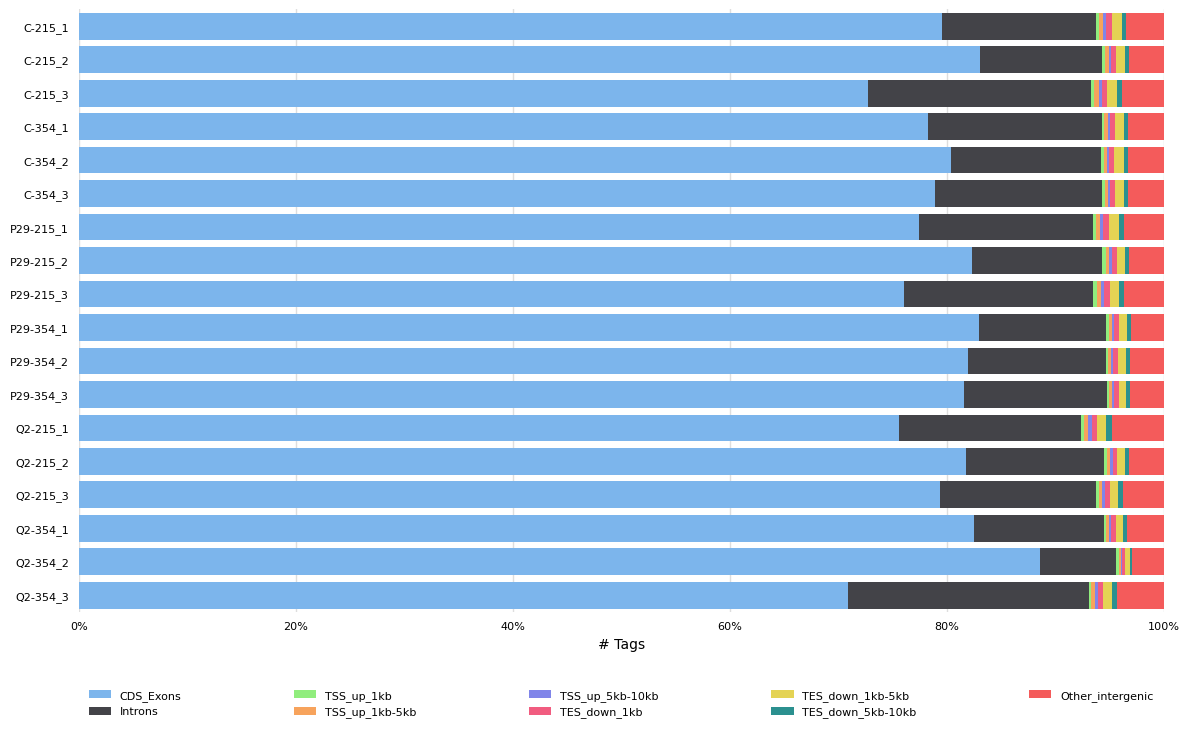 C-215_1
C-215_2
C-215_3
C-354_1
C-354_2
C-354_3
P29-215_1
P29-215_2
P29-215_3
P29-354_1
P29-354_2
P29-354_3
Q2-215_1
Q2-215_2
Q2-215_3
Q2-354_1
Q2-354_2
Q2-354_3
0% 20% 40% 60% 80% 100%
# Tags
CDS_Exons TSS_up_1kb TSS_up_5kb-10kb TES_down_1kb-5kb Other_intergenic
Introns TSS_up_1kb-5kb TES_down_1kb TES_down_5kb-10kb